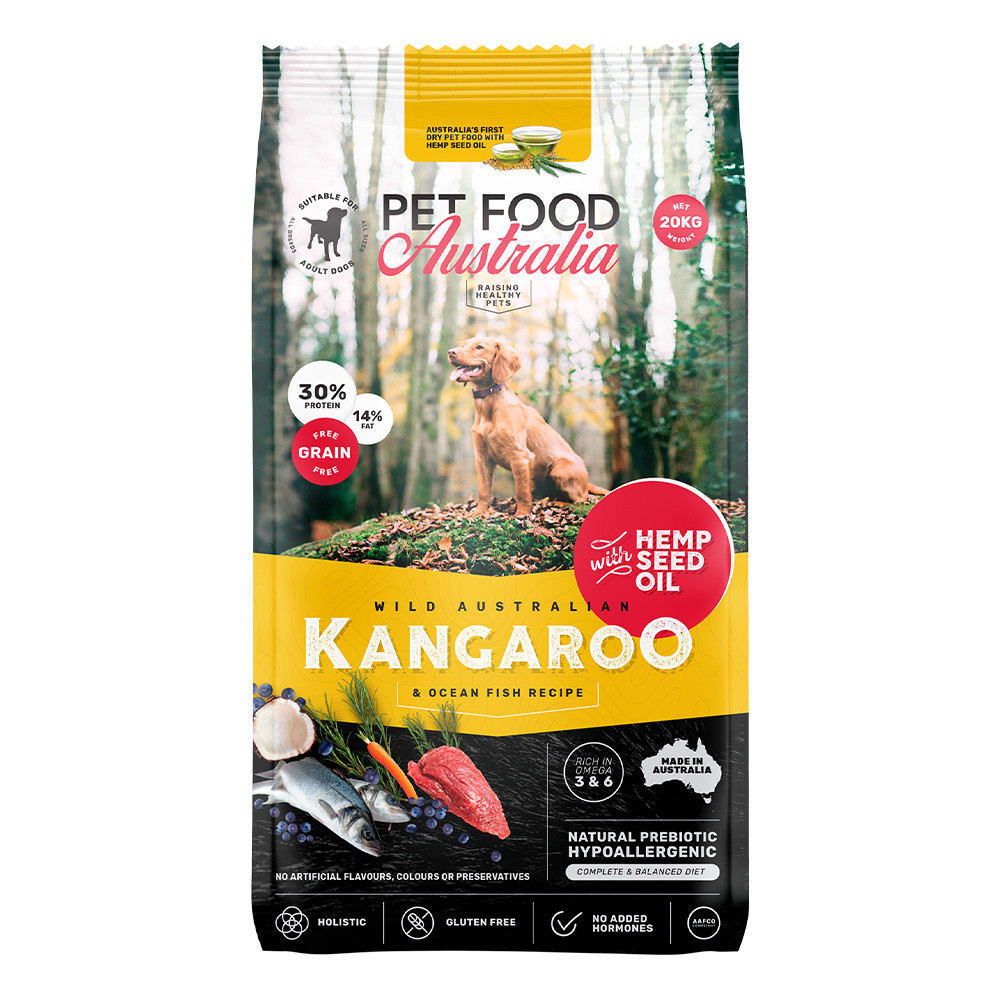 AUSTRALIA'S FIRST
DRY PET FOOD WITH
HEMP SEED OIL
SUITABLE FOR
ALL BREEDS
ALL SIZES
ADULT DOGS
PET FOOD
Australia
RAISING
HEALTHY
PETS
NET
20KG
WEIGHT
30%
PROTEIN
14%
FAT
FREE
GRAIN
FREE
with
HEMP
SEED
OIL
WILD AUSTRALIAN
KANGAROO
& OCEAN FISH RECIPE
RICH IN
OMEGA
3 & 6
MADE IN
AUSTRALIA
NATURAL PREBIOTIC
HYPOALLERGENIC
COMPLETE & BALANCED DIET
NO ARTIFICIAL FLAVOURS, COLOURS OR PRESERVATIVES
HOLISTIC
GLUTEN FREE
NO ADDED
HORMONES
AAFCO
COMPLIANT